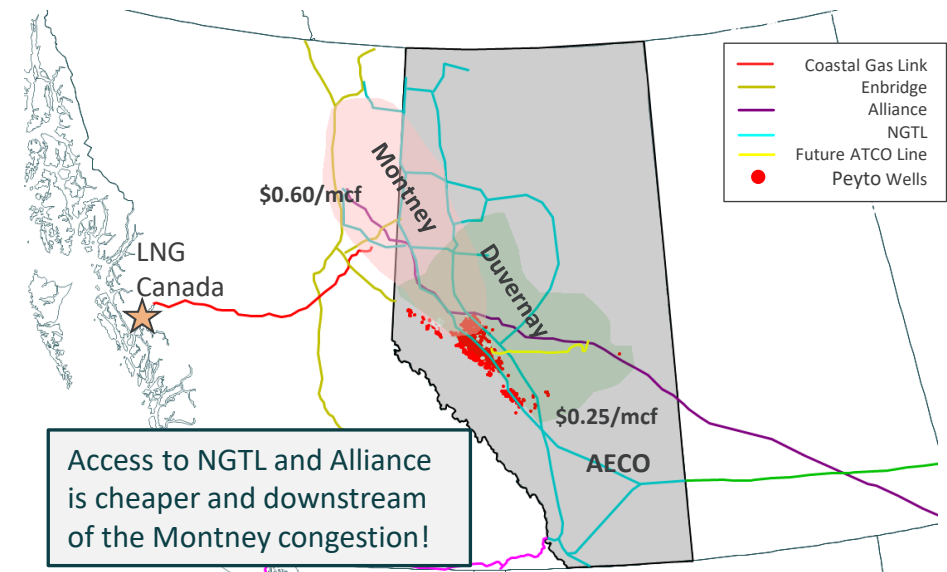 Coastal Gas Link
Enbridge
Alliance
NGTL
Future ATCO Line
Peyto Wells
Montney
$0.60/mcf
Duvernay
LNG
Canada
$0.25/mcf
AECO
Access to NGTL and Alliance
is cheaper and downstream
of the Montney congestion!